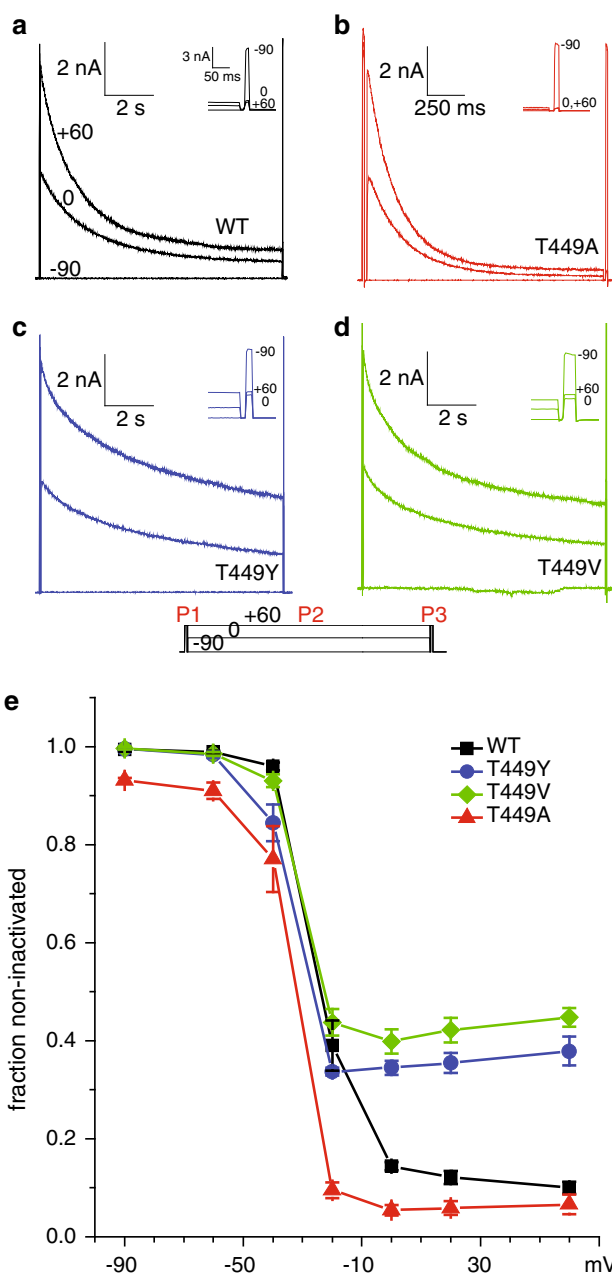 a
2 nA
2 s
+60
0
-90
WT
3 nA
50 ms
-90
0
+60
b
2 nA
250 ms
-90
0,+60
T449A
c
2 nA
2 s
-90
+60
0
T449Y
d
2 nA
2 s
-90
+60
0
T449V
P1
P2
P3
+60
0
-90
e
fraction non-inactivated
1.0
0.8
0.6
0.4
0.2
0.0
-90
-50
-10
30
mV
WT
T449Y
T449V
T449A